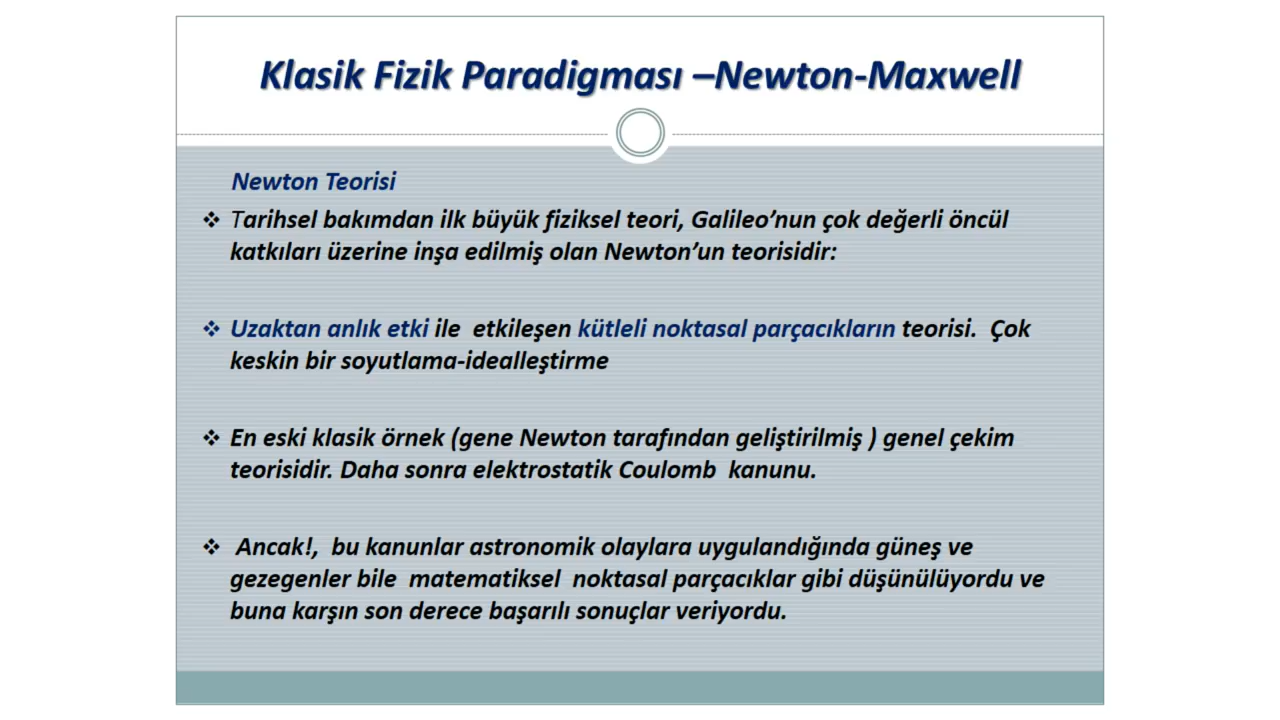 Klasik Fizik Paradigması –Newton-Maxwell
Newton Teorisi
❖ Tarihsel bakımdan ilk büyük fiziksel teori, Galileo’nun çok değerli öncül
katkıları üzerine inşa edilmiş olan Newton’un teorisidir:
❖ Uzaktan anlık etki ile etkileşen kütleli noktasal parçacıkların teorisi. Çok
keskin bir soyutlama-idealleştirme
❖ En eski klasik örnek (gene Newton tarafından geliştirilmiş ) genel çekim
teorisidir. Daha sonra elektrostatik Coulomb kanunu.
❖ Ancak!, bu kanunlar astronomik olaylara uygulandığında güneş ve
gezegenler bile matematiksel noktasal parçacıklar gibi düşünülüyordu ve
buna karşın son derece başarılı sonuçlar veriyordu.